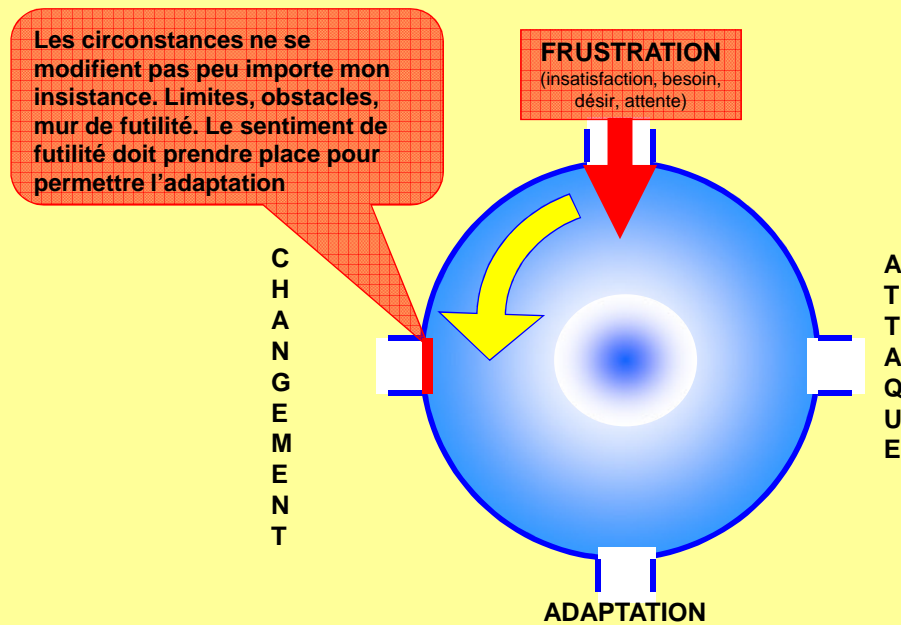 Les circonstances ne se
modifient pas peu importe mon
insistance. Limites, obstacles,
mur de futilité. Le sentiment de
futilité doit prendre place pour
permettre l'adaptation
FRUSTRATION
(insatisfaction, besoin,
désir, attente)
C
H
A
N
G
E
M
E
N
T
A
T
T
A
Q
U
E
ADAPTATION